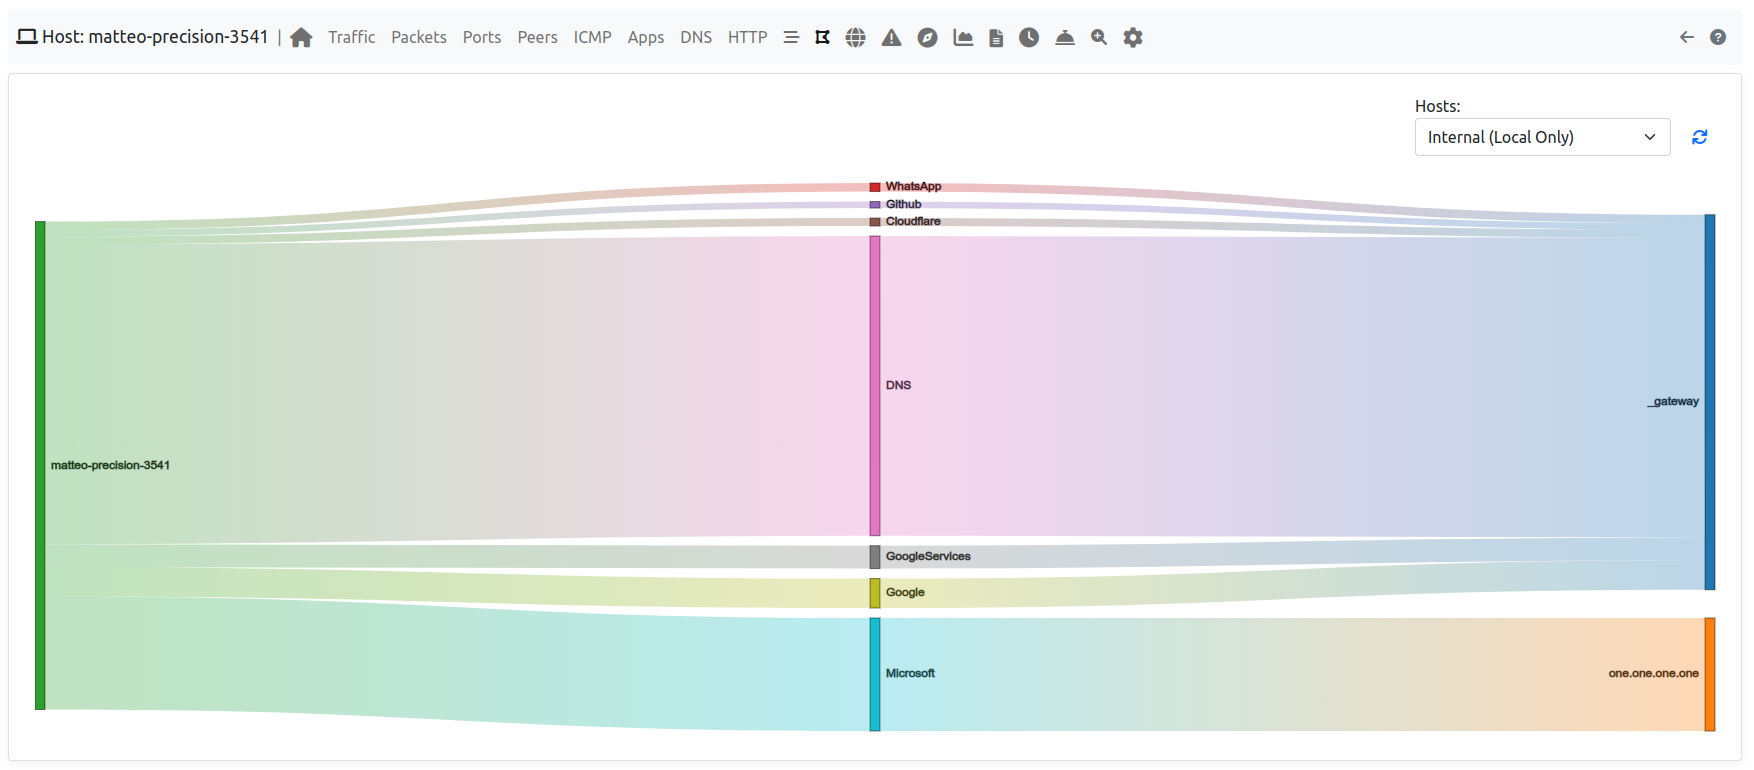 Host: matteo-precision-3541 | Traffic Packets Ports Peers ICMP Apps DNS HTTP
Hosts:
Internal (Local Only)
WhatsApp
Github
Cloudflare
DNS
_gateway
matteo-precision-3541
GoogleServices
Google
Microsoft
one.one.one.one